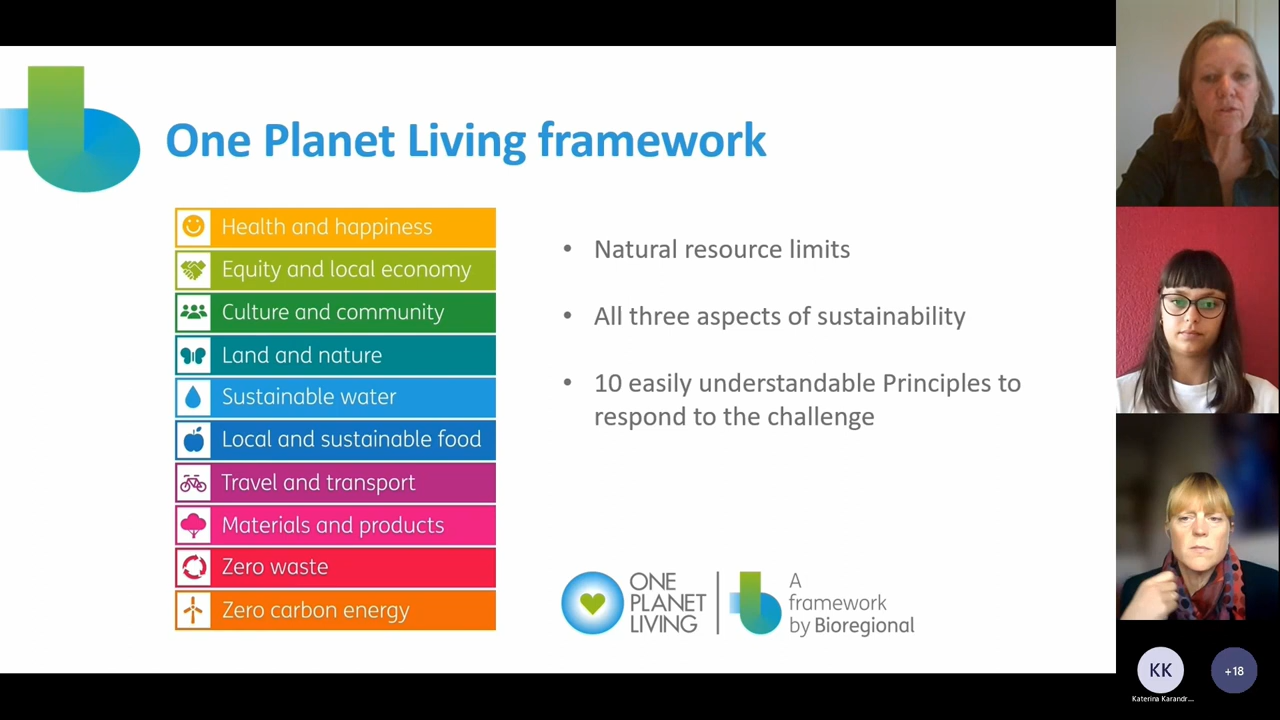 One Planet Living framework
Health and happiness
Equity and local economy
Culture and community
Land and nature
Sustainable water
Local and sustainable food
Travel and transport
Materials and products
Zero waste
Zero carbon energy
• Natural resource limits
• All three aspects of sustainability
• 10 easily understandable Principles to
respond to the challenge
ONE
PLANET
LIVING
A
framework
by Bioregional
KK
+18
Katerina Karandr...